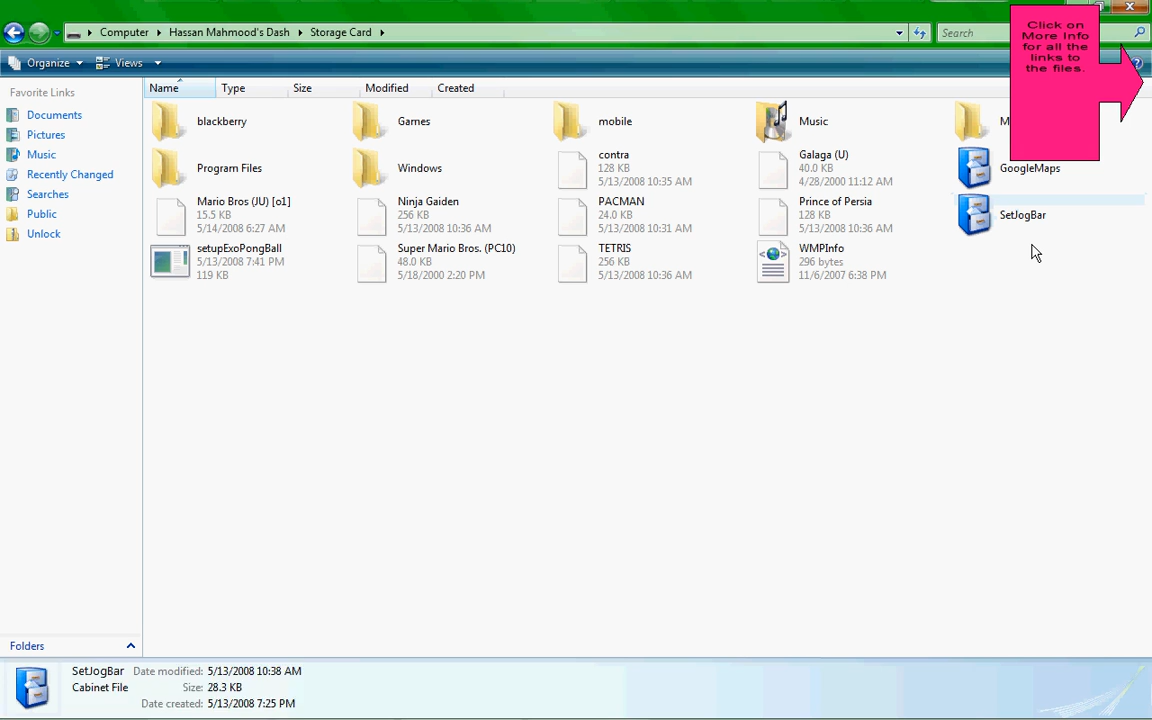 Click on
More Info
for all the
links to
the files.
Computer Hassan Mahmood's Dash Storage Card
Search
Organize Views
Favorite Links
Documents
Pictures
Music
Recently Changed
Searches
Public
Unlock
Folders
Name Type Size Modified Created
blackberry
Games
mobile
Music
Program Files
Windows
contra
128 KB
5/13/2008 10:35 AM
Galaga (U)
40.0 KB
4/28/2000 11:12 AM
GoogleMaps
Mario Bros (JU) [o1]
15.5 KB
5/14/2008 6:27 AM
Ninja Gaiden
256 KB
5/13/2008 10:36 AM
PACMAN
24.0 KB
5/13/2008 10:31 AM
Prince of Persia
128 KB
5/13/2008 10:36 AM
SetJogBar
setupExoPongBall
5/13/2008 7:41 PM
119 KB
Super Mario Bros. (PC10)
48.0 KB
5/18/2000 2:20 PM
TETRIS
256 KB
5/13/2008 10:36 AM
WMPInfo
296 bytes
11/6/2007 6:38 PM
SetJogBar Date modified: 5/13/2008 10:38 AM
Cabinet File Size: 28.3 KB
Date created: 5/13/2008 7:25 PM